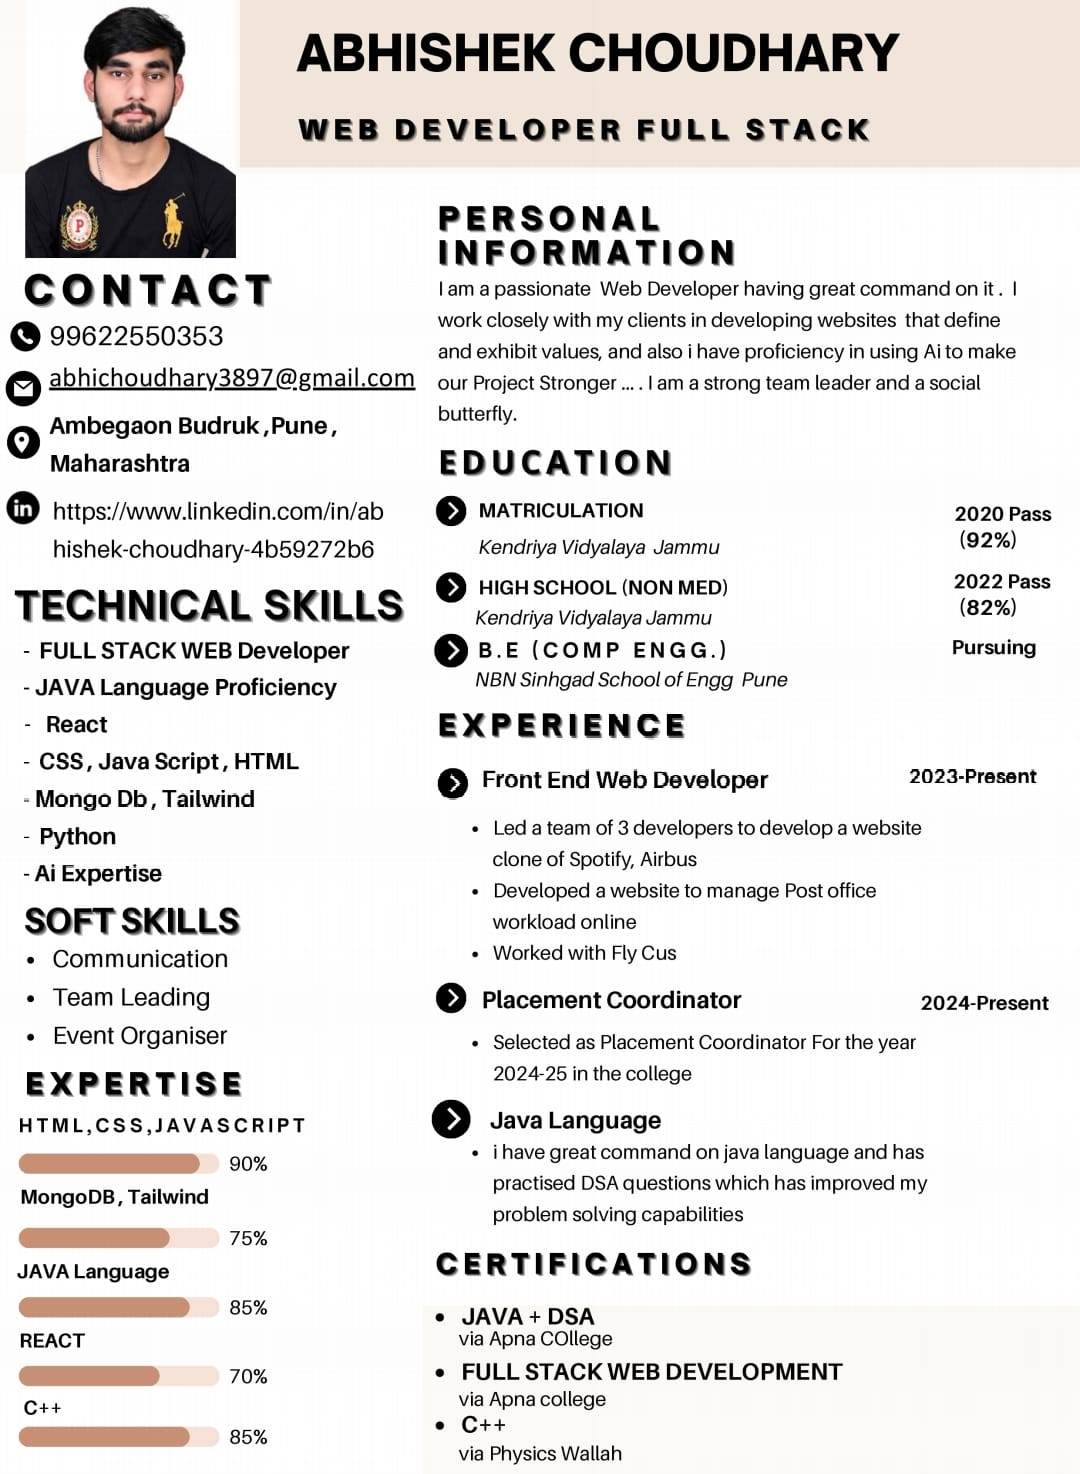 ABHISHEK CHOUDHARY
WEB DEVELOPER FULL STACK
P
CONTACT
99622550353
abhichoudhary3897@gmail.com
Ambegaon Budruk ,Pune ,
Maharashtra
in
https://www.linkedin.com/in/ab
hishek-choudhary-4b59272b6
TECHNICAL SKILLS
- FULL STACK WEB Developer
- JAVA Language Proficiency
- React
- CSS , Java Script , HTML
- Mongo Db , Tailwind
- Python
- Ai Expertise
SOFT SKILLS
• Communication
• Team Leading
• Event Organiser
EXPERTISE
HTML,CSS,JAVASCRIPT
90%
MongoDB , Tailwind
75%
JAVA Language
85%
REACT
70%
C++
85%
PERSONAL
INFORMATION
I am a passionate Web Developer having great command on it . I
work closely with my clients in developing websites that define
and exhibit values, and also i have proficiency in using Ai to make
our Project Stronger ... . I am a strong team leader and a social
butterfly.
EDUCATION
MATRICULATION
2020 Pass
Kendriya Vidyalaya Jammu
(92%)
HIGH SCHOOL (NON MED)
2022 Pass
Kendriya Vidyalaya Jammu
(82%)
B.E (COMP ENGG.)
Pursuing
NBN Sinhgad School of Engg Pune
EXPERIENCE
Front End Web Developer
2023-Present
• Led a team of 3 developers to develop a website
clone of Spotify, Airbus
• Developed a website to manage Post office
workload online
• Worked with Fly Cus
Placement Coordinator
2024-Present
• Selected as Placement Coordinator For the year
2024-25 in the college
Java Language
• i have great command on java language and has
practised DSA questions which has improved my
problem solving capabilities
CERTIFICATIONS
• JAVA + DSA
via Apna COllege
• FULL STACK WEB DEVELOPMENT
via Apna college
• C++
via Physics Wallah